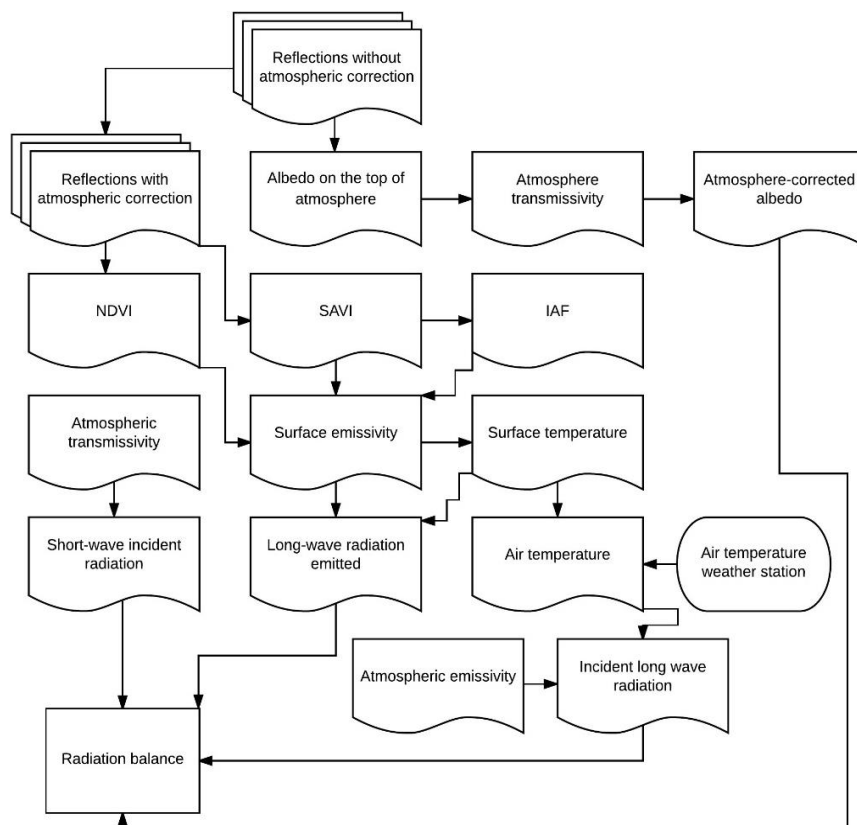 Reflections without
atmospheric correction
Reflections with
atmospheric correction
Albedo on the top of
atmosphere
Atmosphere
transmissivity
Atmosphere-corrected
albedo
NDVI
SAVI
IAF
Atmospheric
transmissivity
Surface emissivity
Surface temperature
Short-wave incident
radiation
Long-wave radiation
emitted
Air temperature
Air temperature
weather station
Atmospheric emissivity
Incident long wave
radiation
Radiation balance